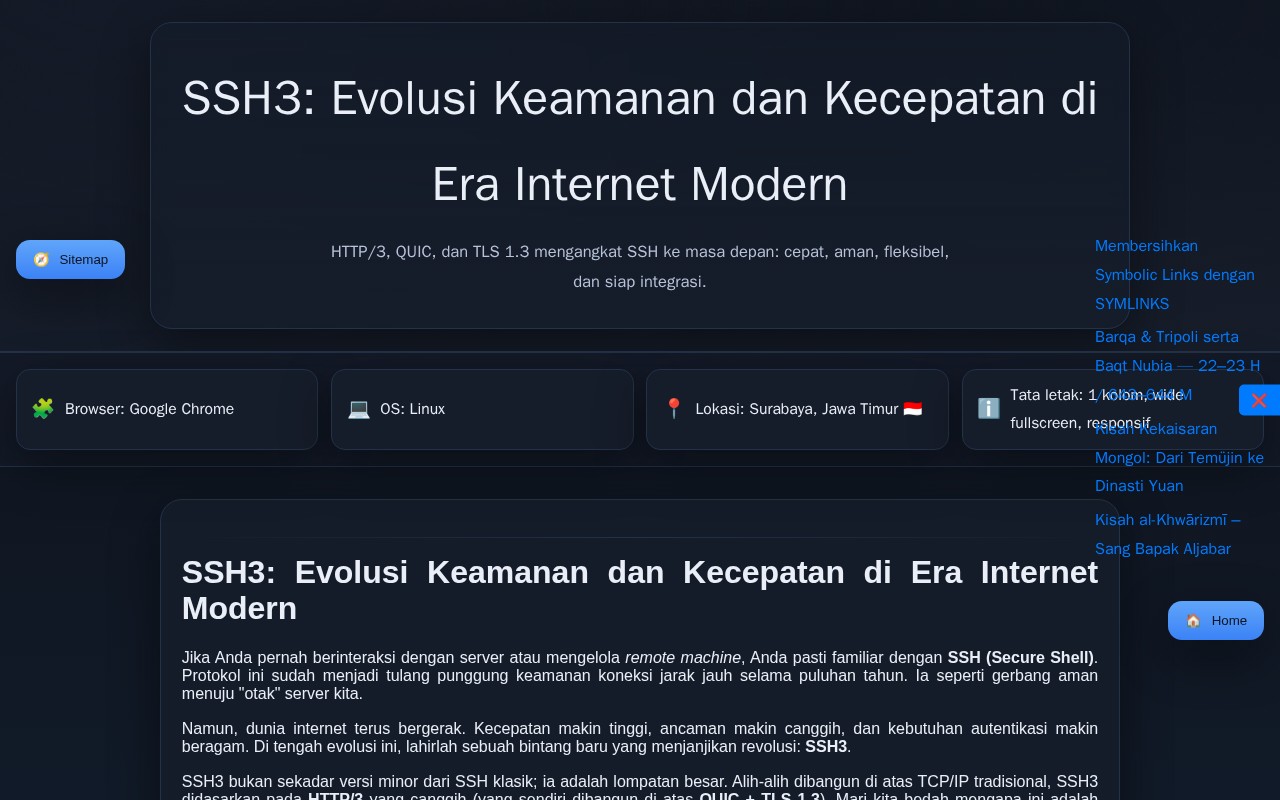 SSH3: Evolusi Keamanan dan Kecepatan di
Era Internet Modern
HTTP/3, QUIC, dan TLS 1.3 mengangkat SSH ke masa depan: cepat, aman, fleksibel,
dan siap integrasi.
🧭 Sitemap
Membersihkan
Symbolic Links dengan
SYMLINKS
Barqa & Tripoli serta
Baqt Nubia — 22–23 H
🧩 Browser: Google Chrome
💻 OS: Linux
📍 Lokasi: Surabaya, Jawa Timur 🇮🇩
ℹ️ Tata letak: 1 kolom, wide
fullscreen, responsif
❌
Kisah Kekaisaran
Mongol: Dari Temüjin ke
Dinasti Yuan
Kisah al-Khwārizmī –
Sang Bapak Aljabar
🏠 Home
SSH3: Evolusi Keamanan dan Kecepatan di Era Internet
Modern
Jika Anda pernah berinteraksi dengan server atau mengelola remote machine, Anda pasti familiar dengan SSH (Secure Shell).
Protokol ini sudah menjadi tulang punggung keamanan koneksi jarak jauh selama puluhan tahun. Ia seperti gerbang aman
menuju "otak" server kita.
Namun, dunia internet terus bergerak. Kecepatan makin tinggi, ancaman makin canggih, dan kebutuhan autentikasi makin
beragam. Di tengah evolusi ini, lahirlah sebuah bintang baru yang menjanjikan revolusi: SSH3.
SSH3 bukan sekadar versi minor dari SSH klasik; ia adalah lompatan besar. Alih-alih dibangun di atas TCP/IP tradisional, SSH3
didasarkan pada HTTP/3 yang canggih (yang sendiri dibangun di atas QUIC + TLS 1.3). Mari kita bedah mengapa ini adalah